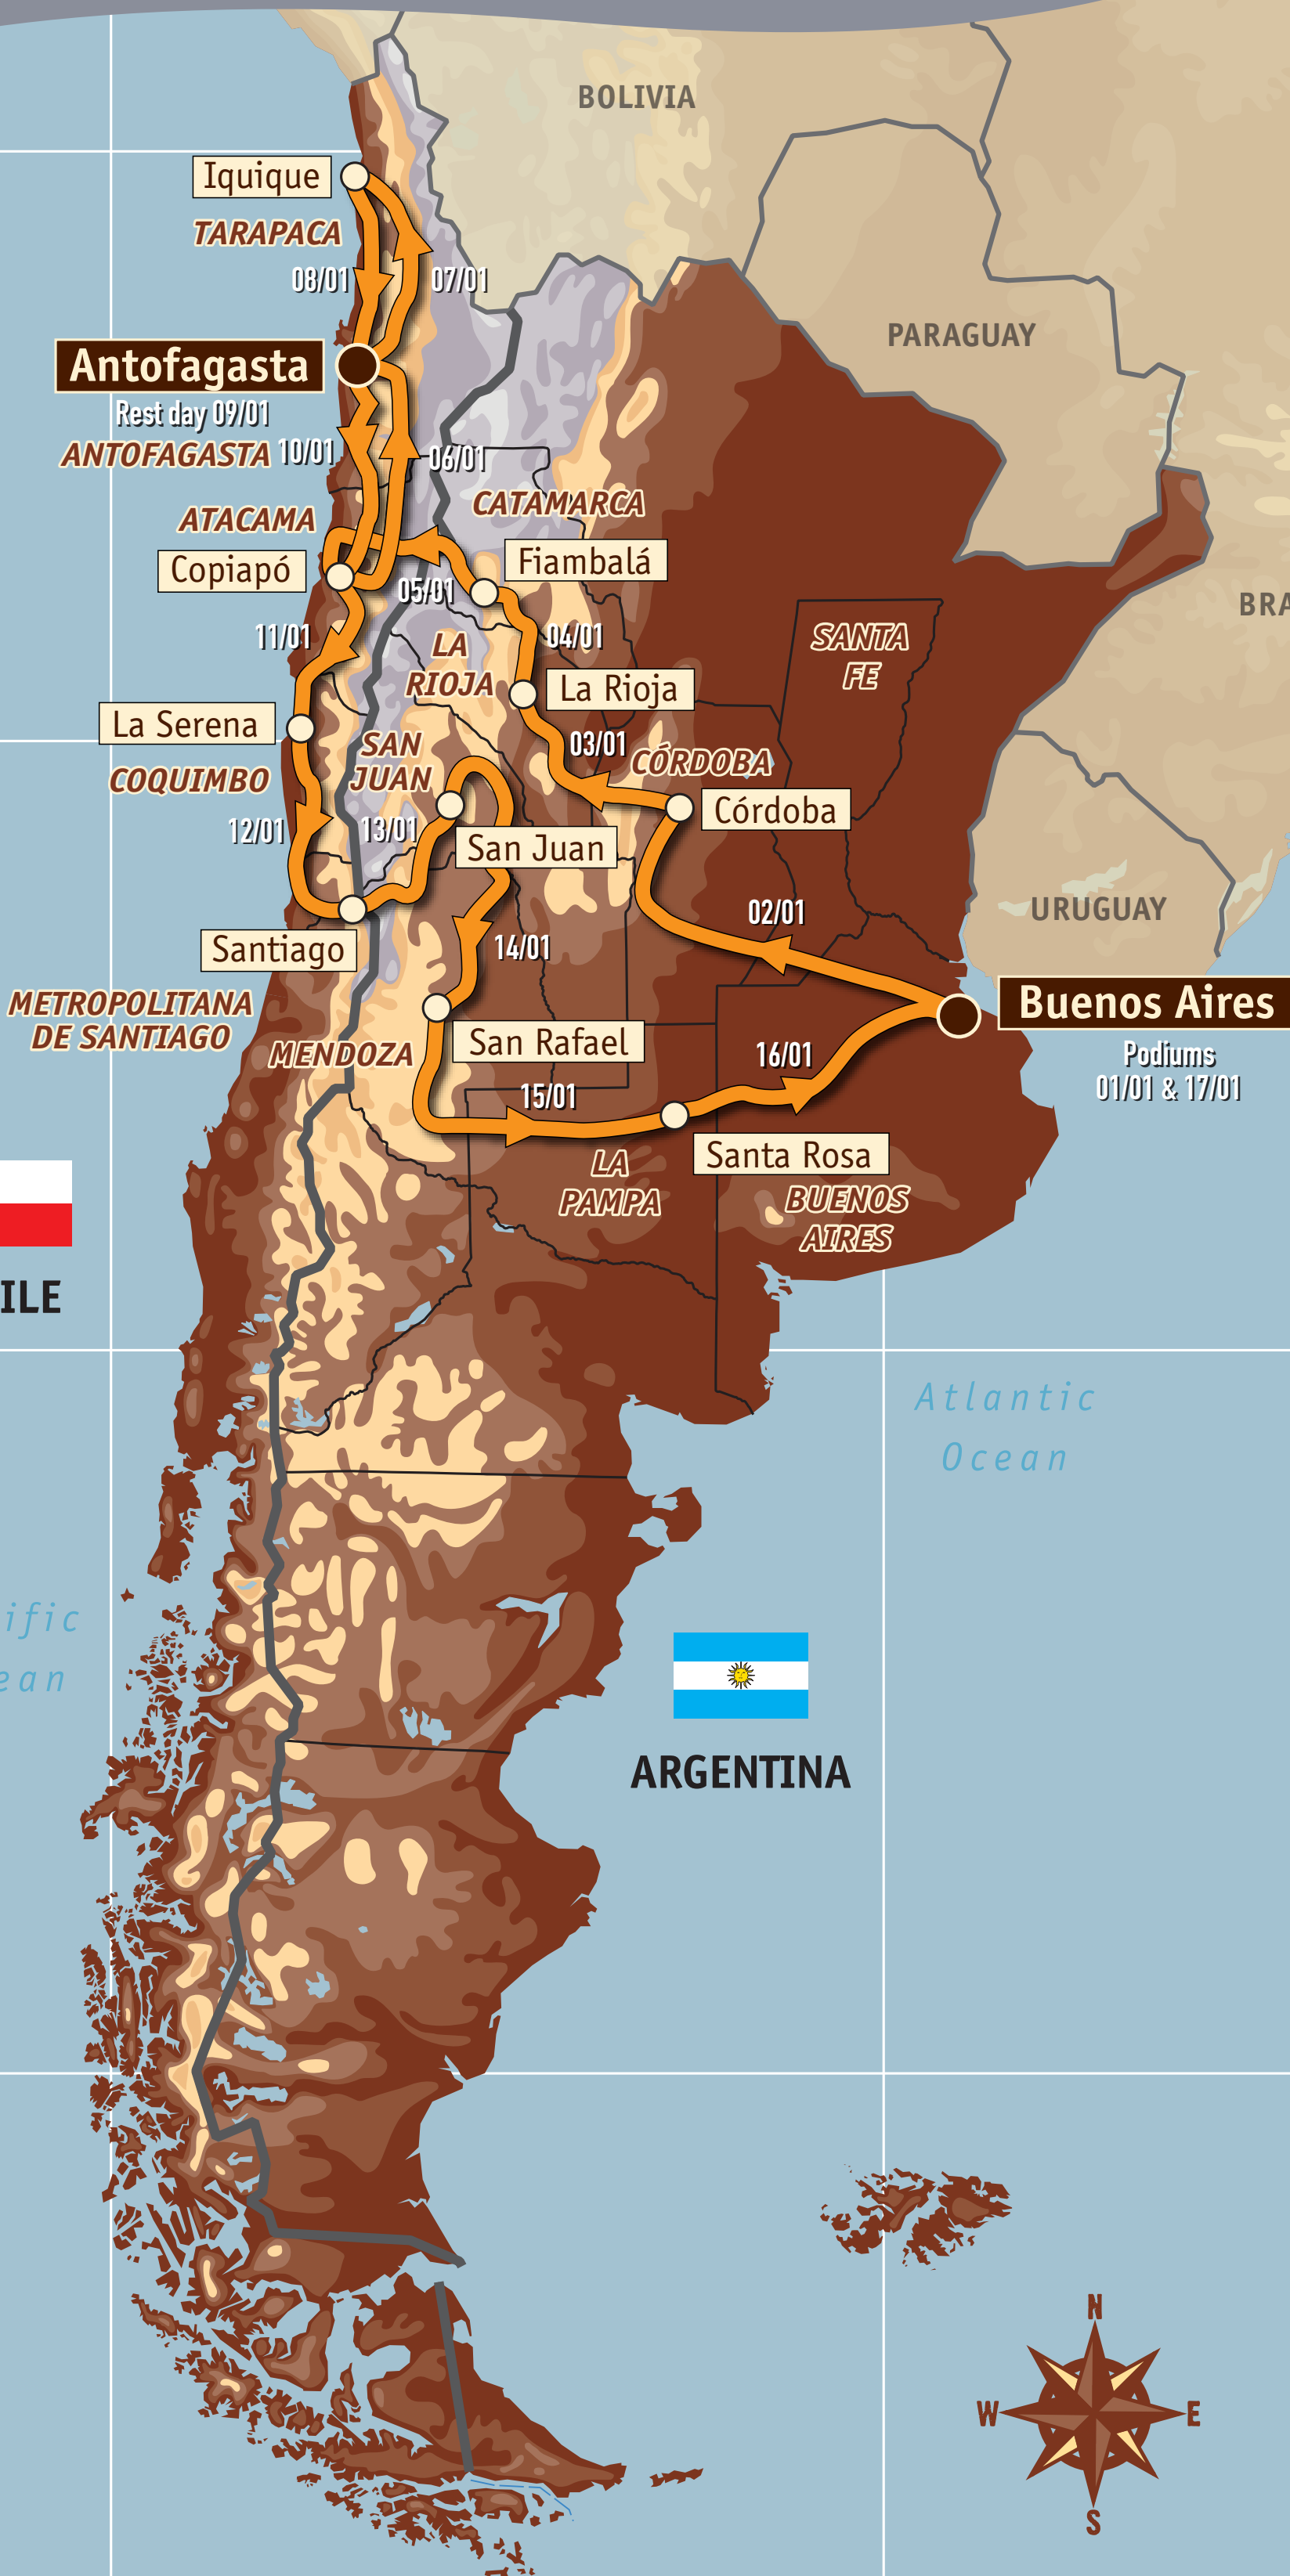 BOLIVIA
Iquique
TARAPACA
08/01
07/01
PARAGUAY
Antofagasta
Rest day 09/01
ANTOFAGASTA
10/01
06/01
CATAMARCA
ATACAMA
Fiambalá
Copiapó
05/01
BRA
11/01
LA
RIOJA
04/01
SANTA
FE
La Rioja
La Serena
SAN
JUAN
03/01
CÓRDOBA
COQUIMBO
Córdoba
12/01
13/01
San Juan
02/01
URUGUAY
Santiago
14/01
METROPOLITANA
DE SANTIAGO
Buenos Aires
MENDOZA
San Rafael
16/01
Podiums
01/01 & 17/01
15/01
Santa Rosa
LA
PAMPA
BUENOS
AIRES
ILE
Atlantic
Ocean
ific
ean
ARGENTINA
N
W
E
S